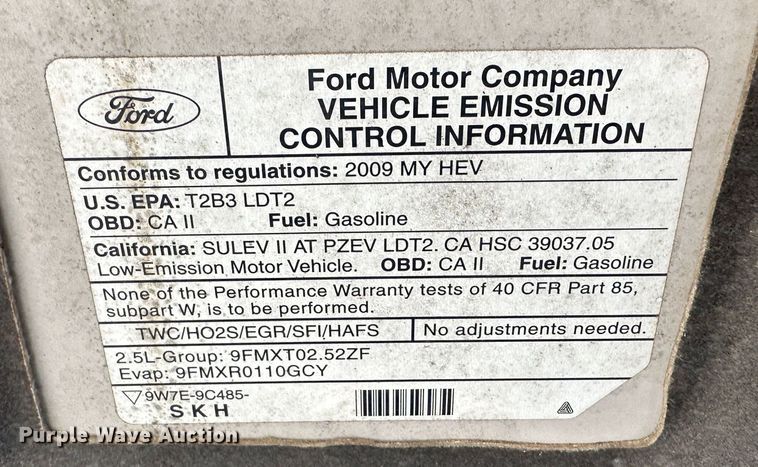 Ford
Ford Motor Company
VEHICLE EMISSION
CONTROL INFORMATION
Conforms to regulations: 2009 MY HEV
U.S. EPA: T2B3 LDT2
OBD: CA II Fuel: Gasoline
California: SULEV II AT PZEV LDT2. CA HSC 39037.05
Low-Emission Motor Vehicle. OBD: CA II Fuel: Gasoline
None of the Performance Warranty tests of 40 CFR Part 85,
subpart W, is to be performed.
TWC/HO2S/EGR/SFI/HAFS No adjustments needed.
2.5L-Group: 9FMXT02.52ZF
Evap: 9FMXR0110GCY
9W7E-9C485-
SKH
Purple Wave Auction